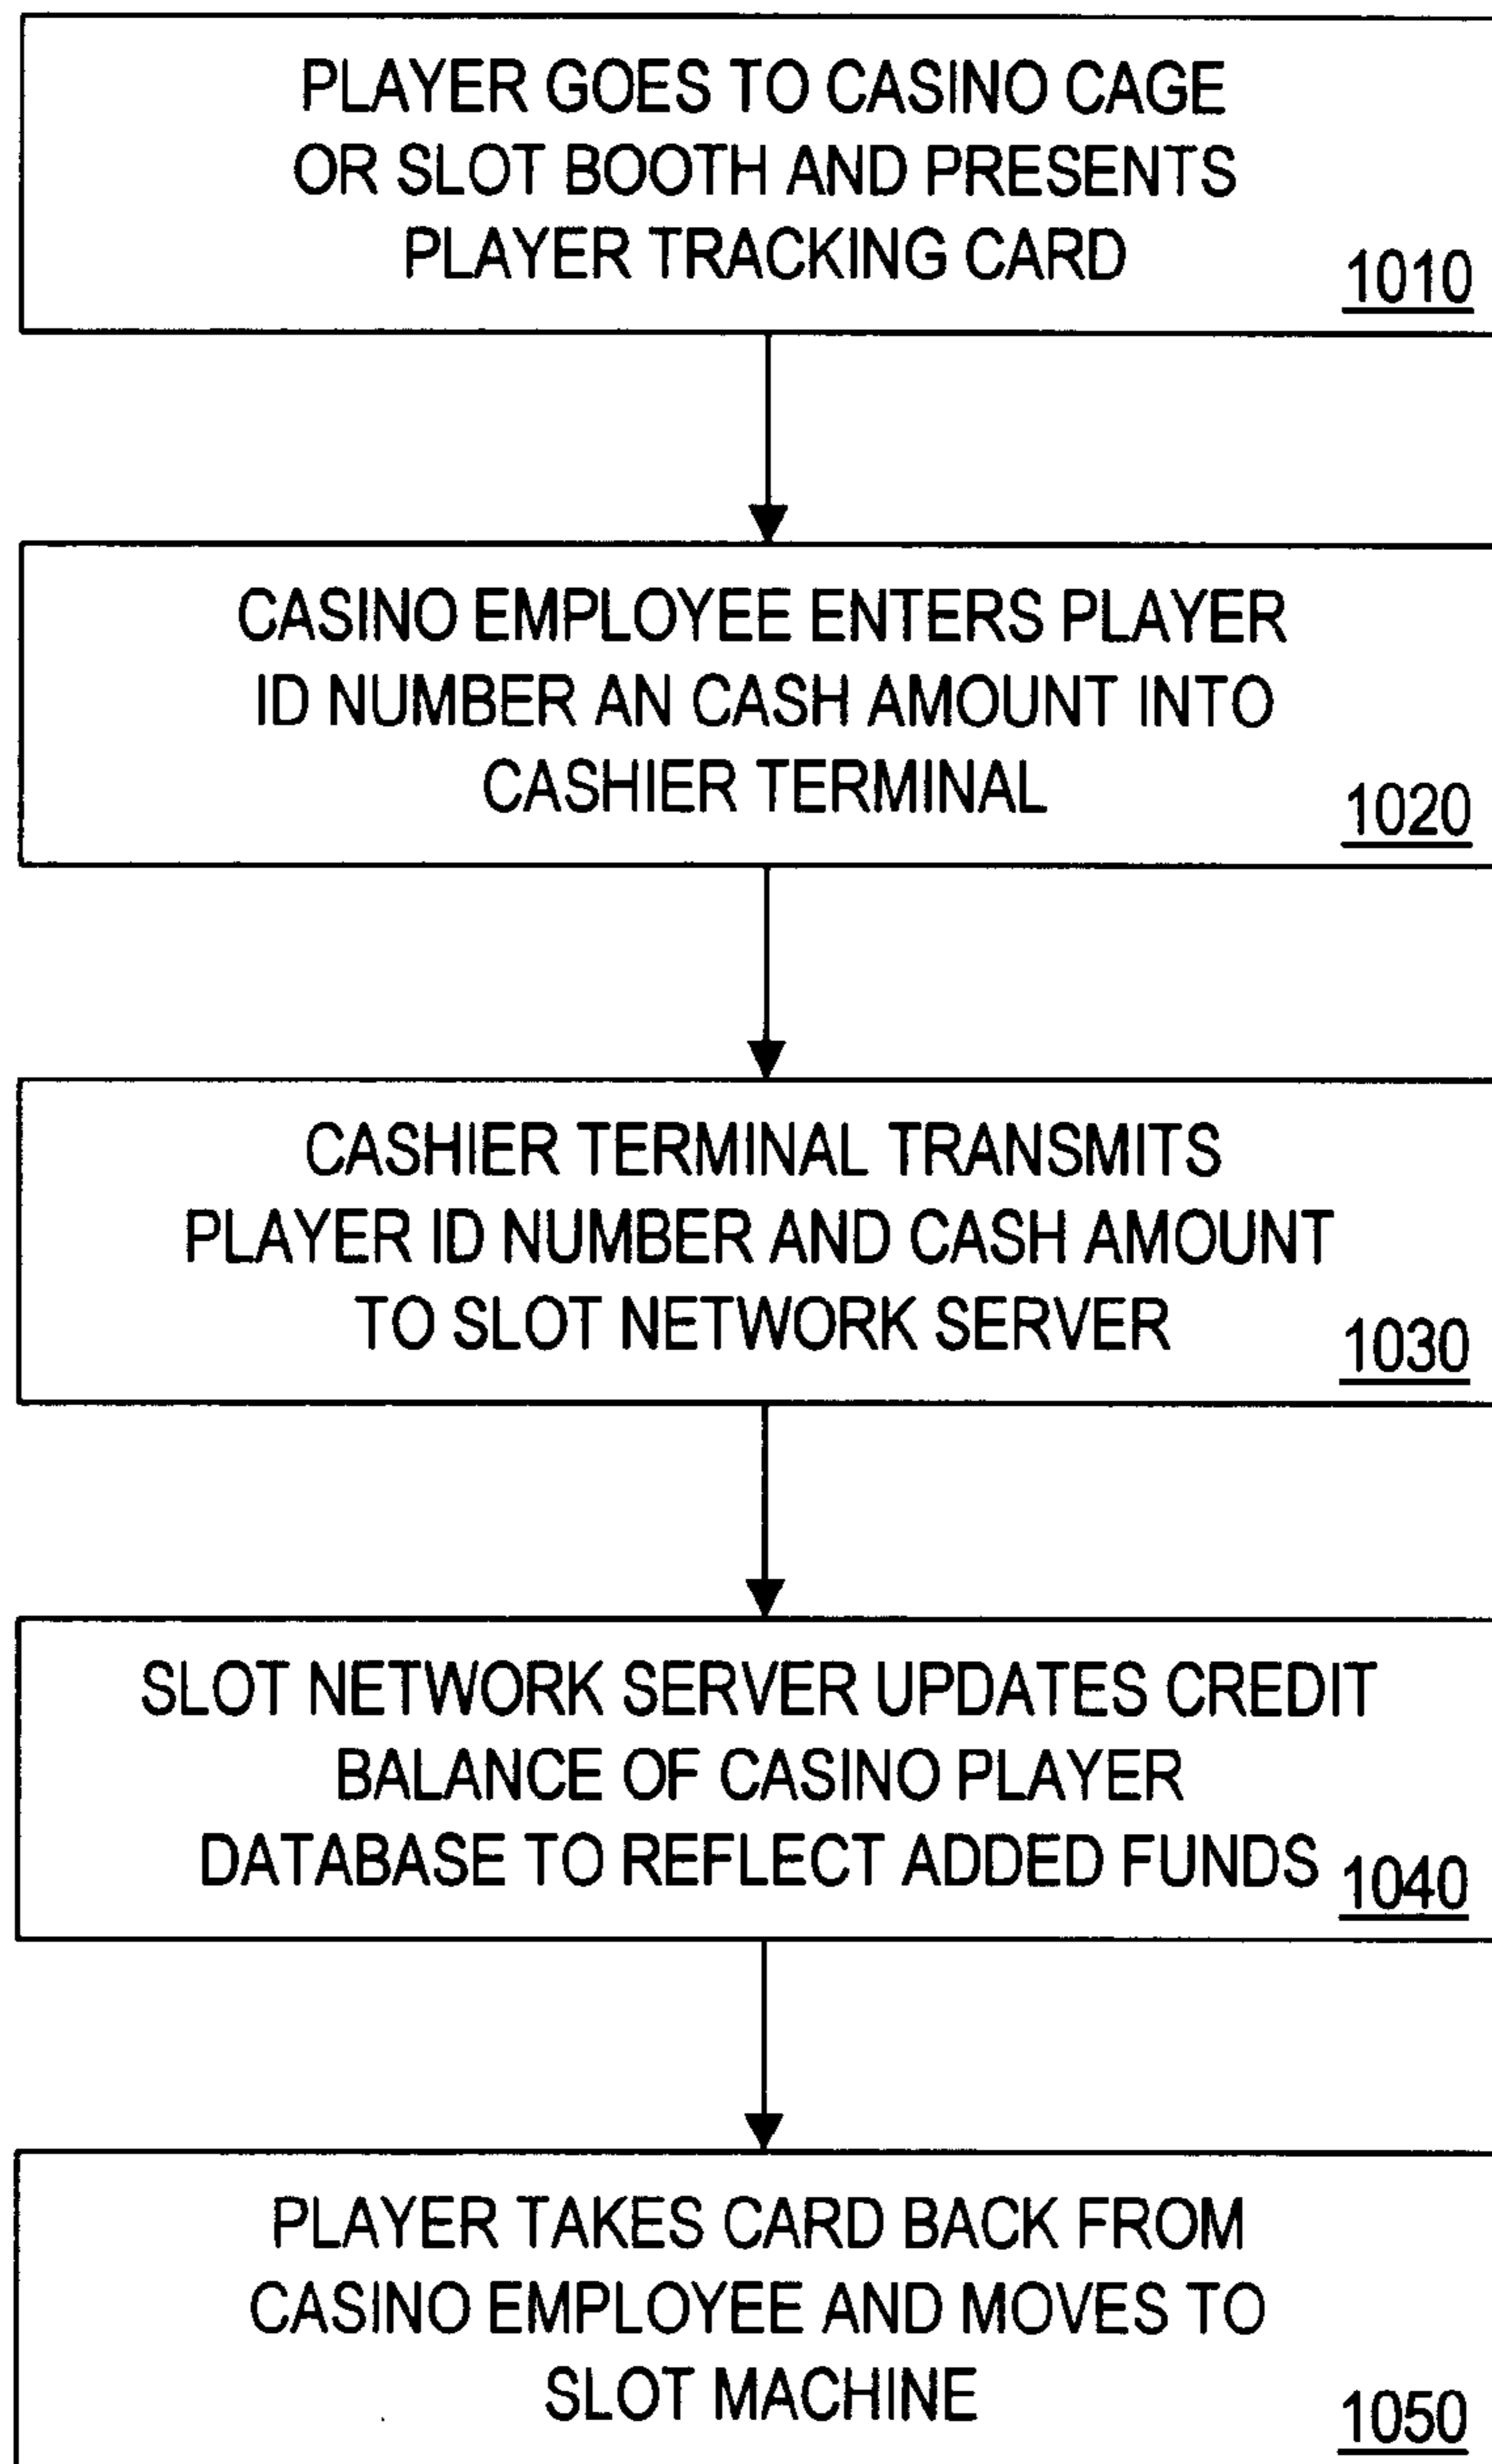 PLAYER GOES TO CASINO CAGE
OR SLOT BOOTH AND PRESENTS
PLAYER TRACKING CARD
1010
CASINO EMPLOYEE ENTERS PLAYER
ID NUMBER AN CASH AMOUNT INTO
CASHIER TERMINAL
1020
CASHIER TERMINAL TRANSMITS
PLAYER ID NUMBER AND CASH AMOUNT
TO SLOT NETWORK SERVER
1030
SLOT NETWORK SERVER UPDATES CREDIT
BALANCE OF CASINO PLAYER
DATABASE TO REFLECT ADDED FUNDS
1040
PLAYER TAKES CARD BACK FROM
CASINO EMPLOYEE AND MOVES TO
SLOT MACHINE
1050